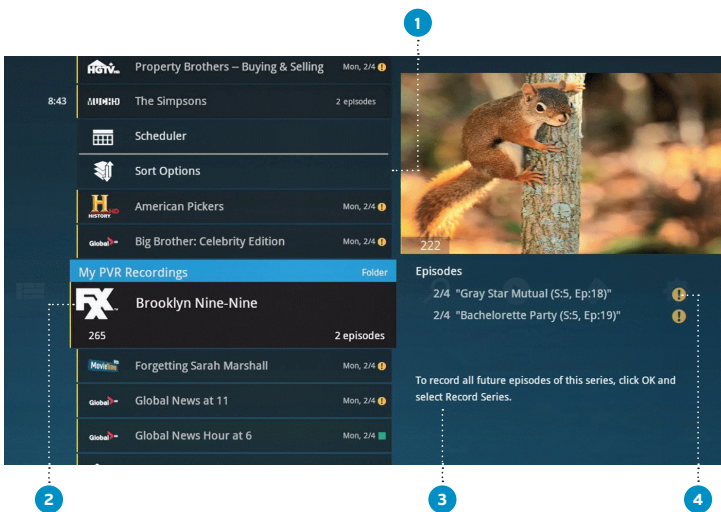 1
HGTV Property Brothers – Buying & Selling Mon, 2/4 !
8:43 MUCH HD The Simpsons 2 episodes
Scheduler
Sort Options
H HISTORY HD American Pickers Mon, 2/4 !
Global Big Brother: Celebrity Edition Mon, 2/4 !
222
My PVR Recordings Folder
FXX Brooklyn Nine-Nine
265 2 episodes
Episodes
2/4 "Gray Star Mutual (S:5, Ep:18)" !
2/4 "Bachelorette Party (S:5, Ep:19)" !
Movietime Forgetting Sarah Marshall Mon, 2/4 !
Global Global News at 11 Mon, 2/4 !
Global Global News Hour at 6 Mon, 2/4
To record all future episodes of this series, click OK and
select Record Series.
2
3
4